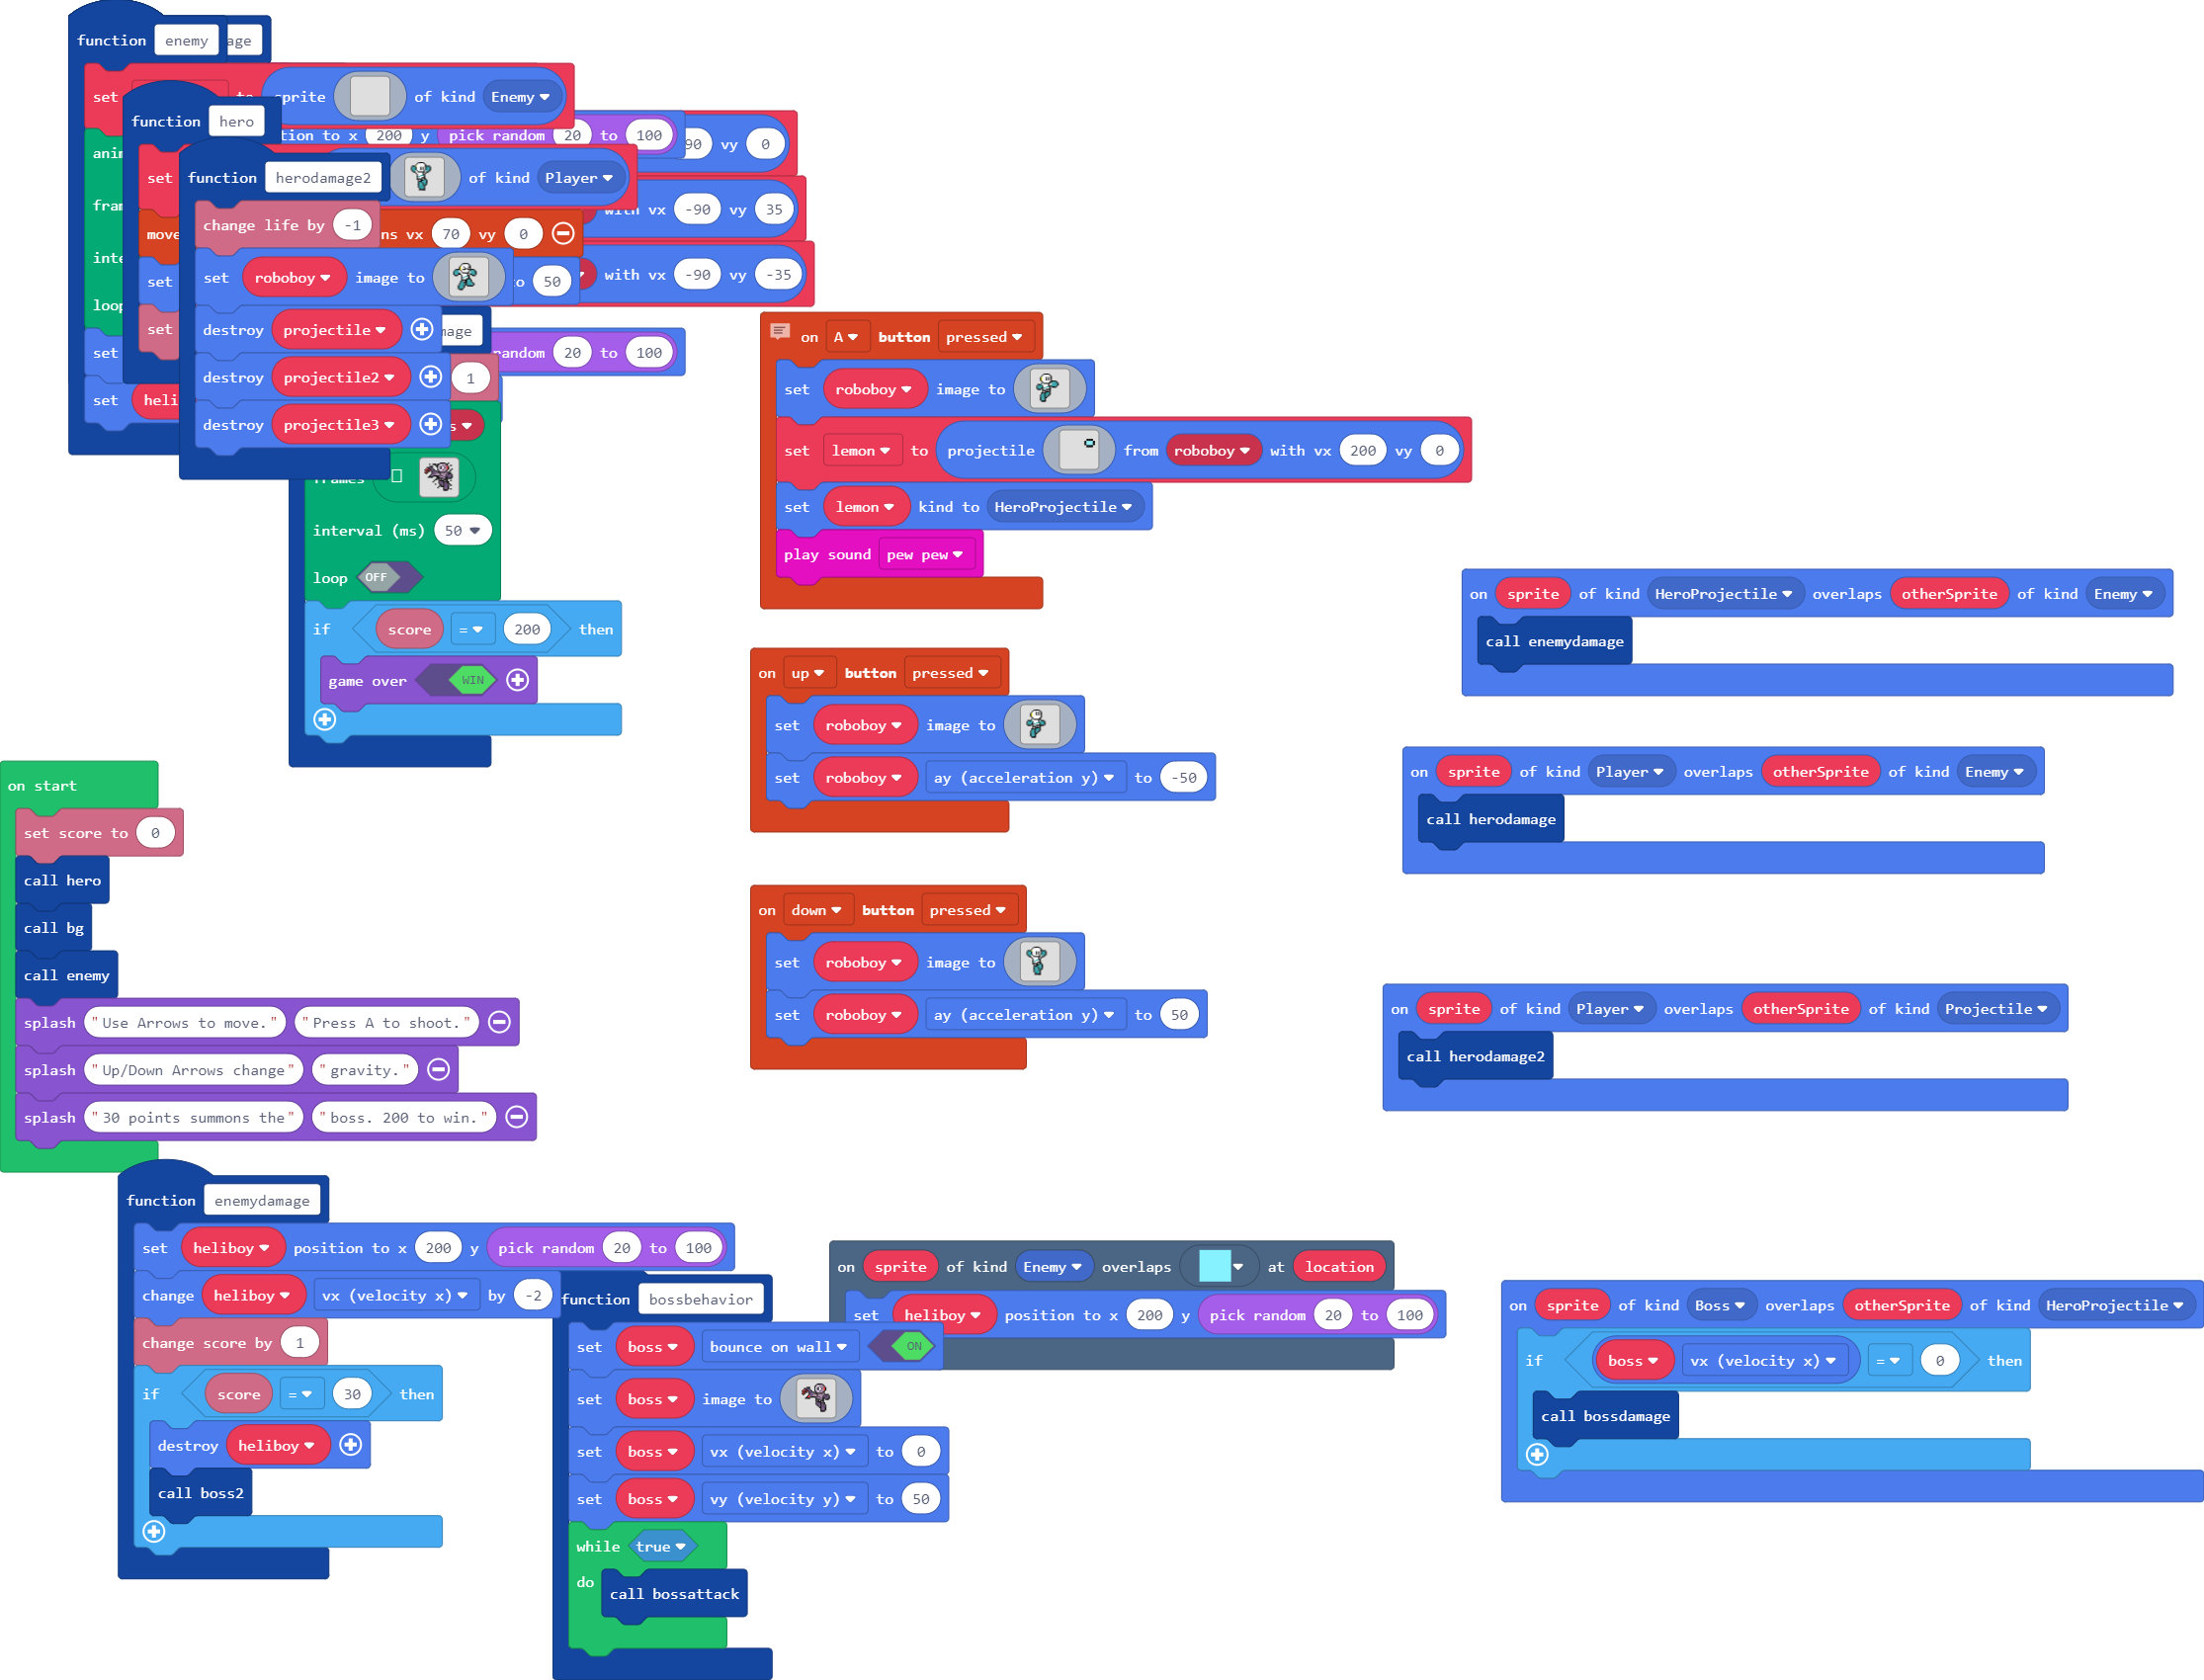 function enemy age
set to sprite of kind Enemy
function hero
tion to x 200 y pick random 20 to 100
90 vy 0
set
function herodamage2
of kind Player
with vx -90 vy 35
change life by -1
move
ns vx 70 vy 0
with vx -90 vy -35
set roboboy image to
set
to 50
loop
set
destroy projectile
mage
set
random 20 to 100
destroy projectile2
1
set heli
destroy projectile3
s
frames
interval (ms) 50
loop OFF
if score = 200 then
game over WIN
on A button pressed
set roboboy image to
set lemon to projectile from roboboy with vx 200 vy 0
set lemon kind to HeroProjectile
play sound pew pew
on up button pressed
set roboboy image to
set roboboy ay (acceleration y) to -50
on down button pressed
set roboboy image to
set roboboy ay (acceleration y) to 50
on sprite of kind HeroProjectile overlaps otherSprite of kind Enemy
call enemydamage
on sprite of kind Player overlaps otherSprite of kind Enemy
call herodamage
on sprite of kind Player overlaps otherSprite of kind Projectile
call herodamage2
on start
set score to 0
call hero
call bg
call enemy
splash "Use Arrows to move." "Press A to shoot."
splash "Up/Down Arrows change" "gravity."
splash "30 points summons the" "boss. 200 to win."
function enemydamage
set heliboy position to x 200 y pick random 20 to 100
change heliboy vx (velocity x) by -2
change score by 1
if score = 30 then
destroy heliboy
call boss2
function bossbehavior
set boss bounce on wall ON
set boss image to
set boss vx (velocity x) to 0
set boss vy (velocity y) to 50
while true
do call bossattack
on sprite of kind Enemy overlaps at location
set heliboy position to x 200 y pick random 20 to 100
on sprite of kind Boss overlaps otherSprite of kind HeroProjectile
if boss vx (velocity x) = 0 then
call bossdamage